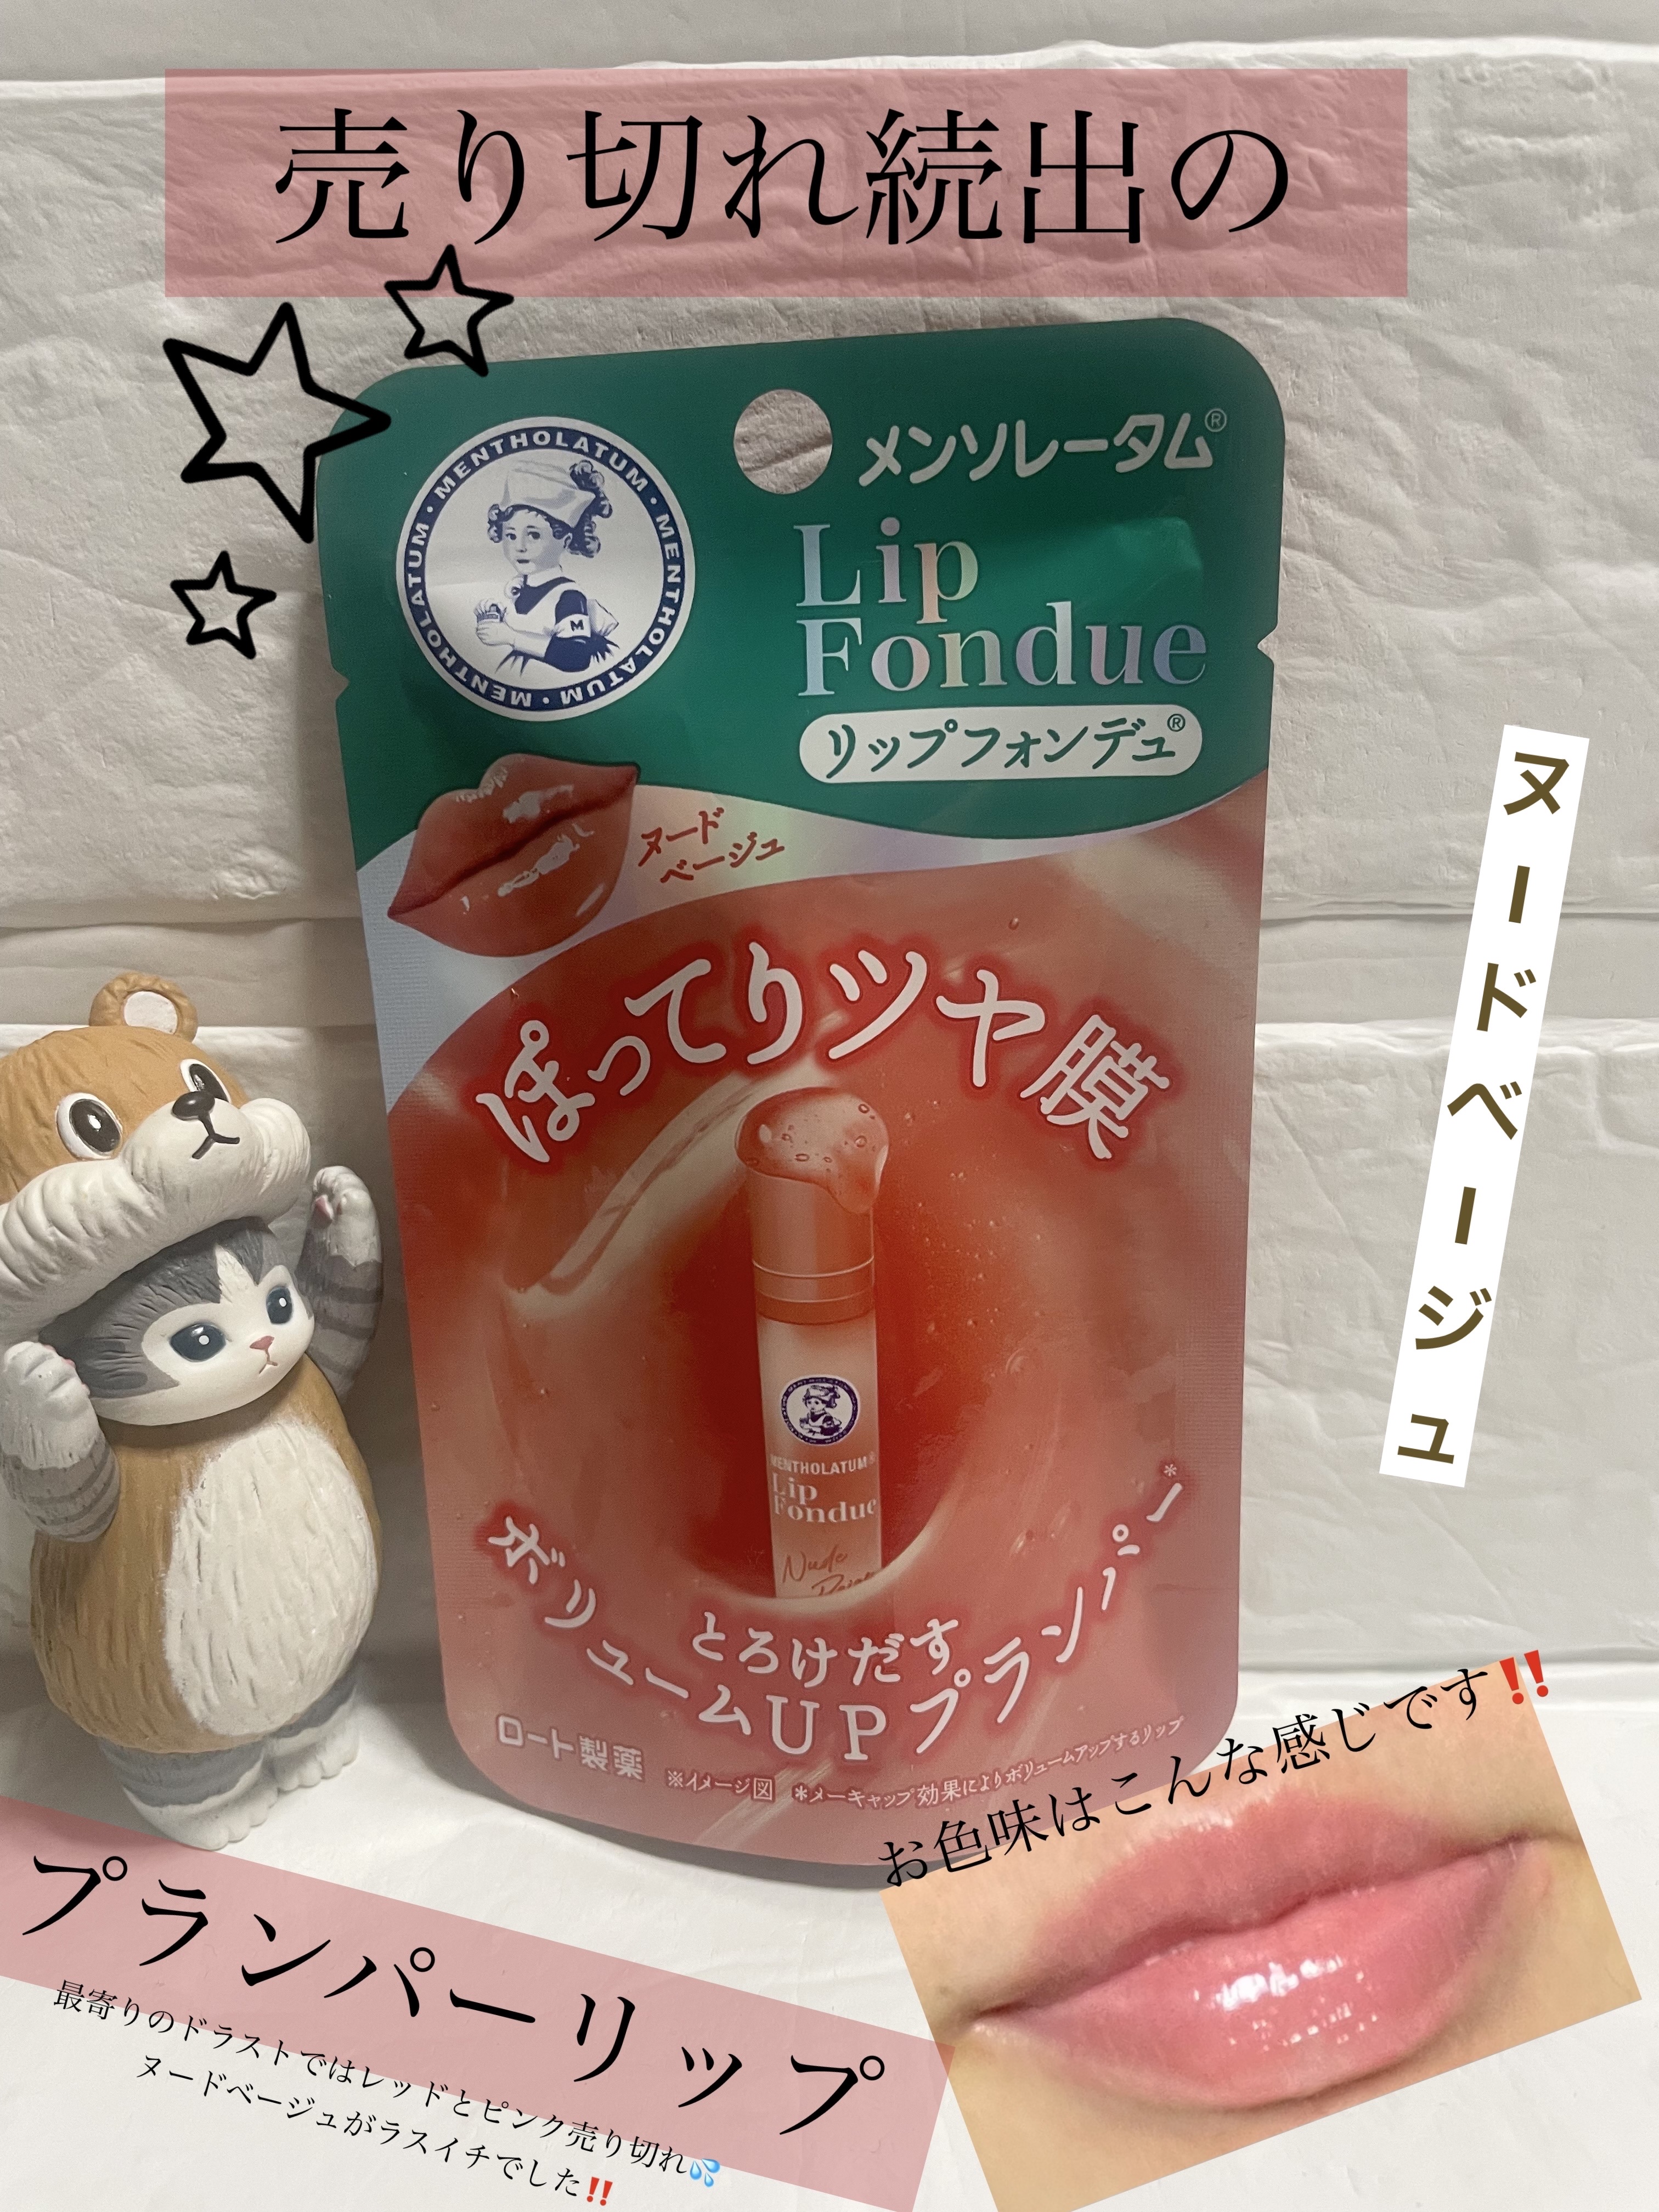 売り切れ続出の
MENTHOLATUM・MENTHOLATUM・MENTHOLATUM・MENTHOLATUM・
M
メンソレータム®
Lip
Fondue
リップフォンデュ®
ヌード
ベージュ
ヌードベージュ
ぽってりツヤ膜
MENTHOLATUM®
Lip
Fondue
Nude
とろけだす
ボリュームUPプランパー*
ロート製薬
※イメージ図 *メーキャップ効果によりボリュームアップするリップ
お色味はこんな感じです‼️
プランパーリップ
最寄りのドラストではレッドとピンク売り切れ💦
ヌードベージュがラスイチでした‼️